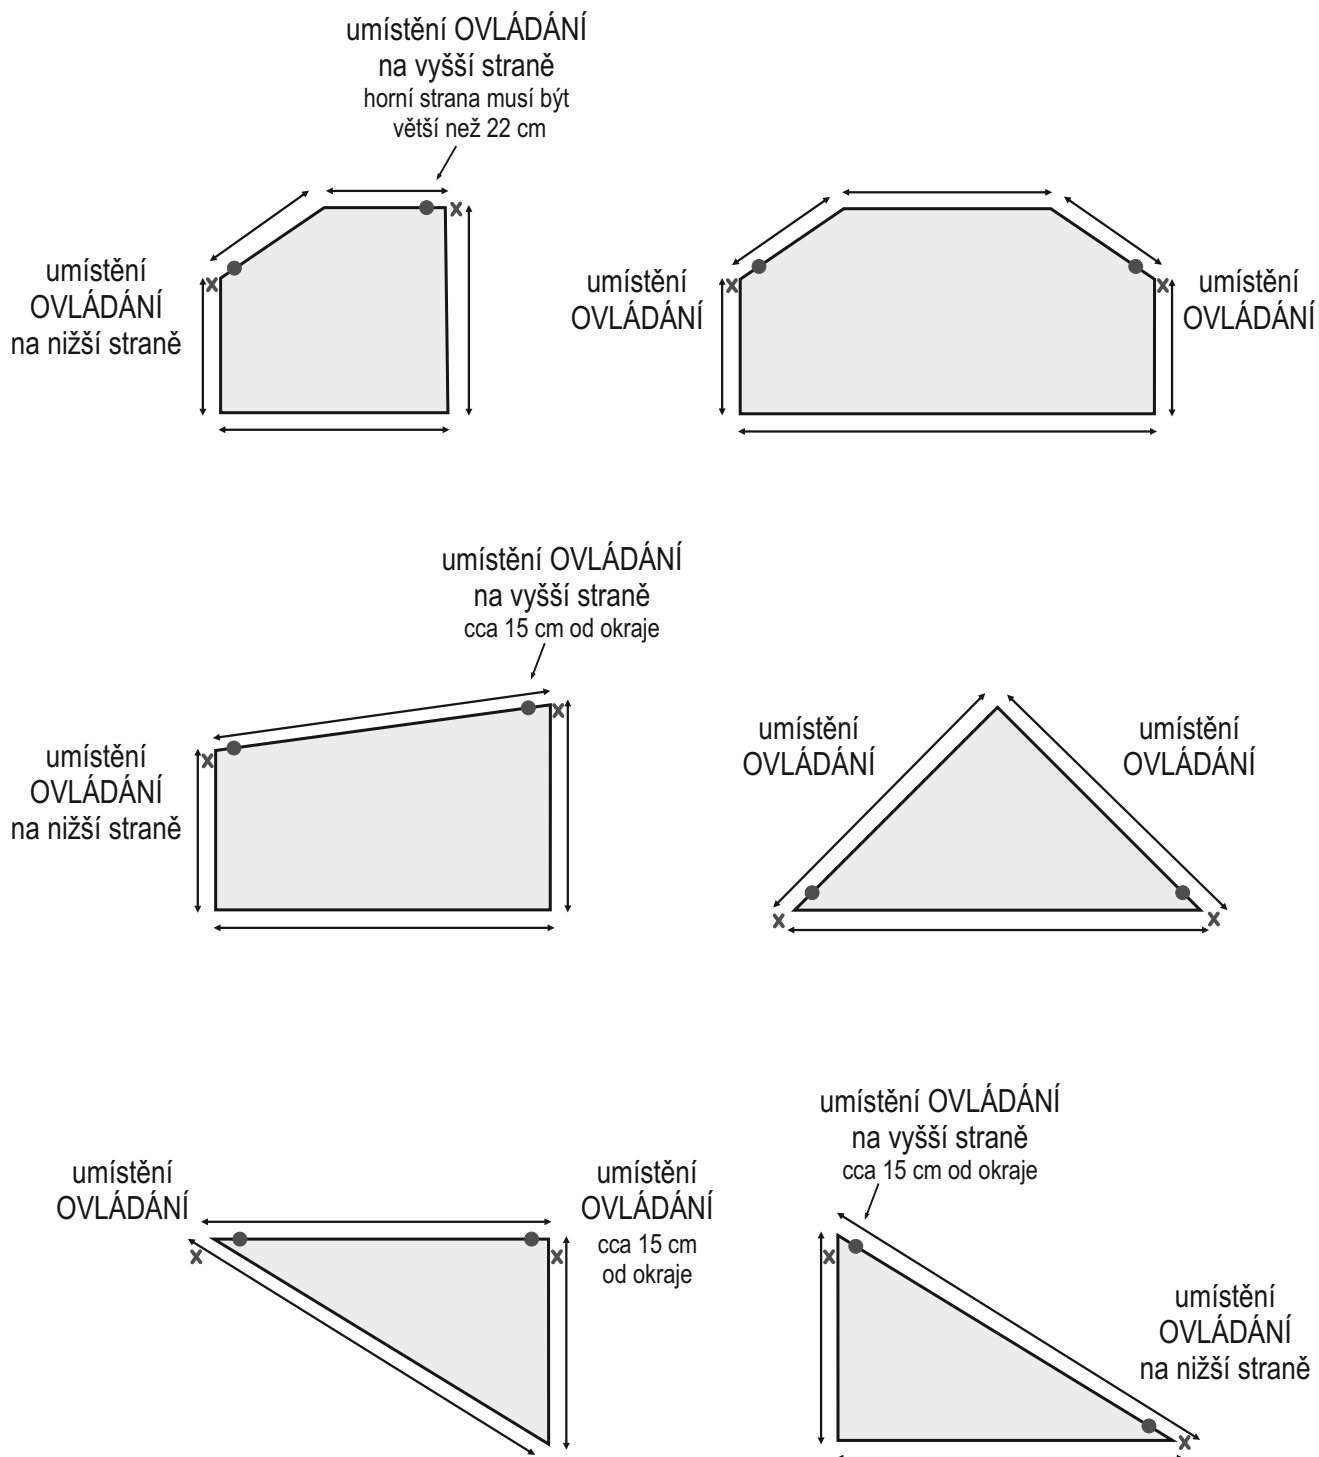 umístění OVLÁDÁNÍ
na vyšší straně
horní strana musí být
větší než 22 cm
x
umístění
OVLÁDÁNÍ
na nižší straně
x
umístění
OVLÁDÁNÍ
x
x
umístění
OVLÁDÁNÍ
umístění OVLÁDÁNÍ
na vyšší straně
cca 15 cm od okraje
x
umístění
OVLÁDÁNÍ
na nižší straně
x
umístění
OVLÁDÁNÍ
umístění
OVLÁDÁNÍ
x
x
umístění
OVLÁDÁNÍ
x
umístění
OVLÁDÁNÍ
cca 15 cm
od okraje
x
umístění OVLÁDÁNÍ
na vyšší straně
cca 15 cm od okraje
x
umístění
OVLÁDÁNÍ
na nižší straně
x